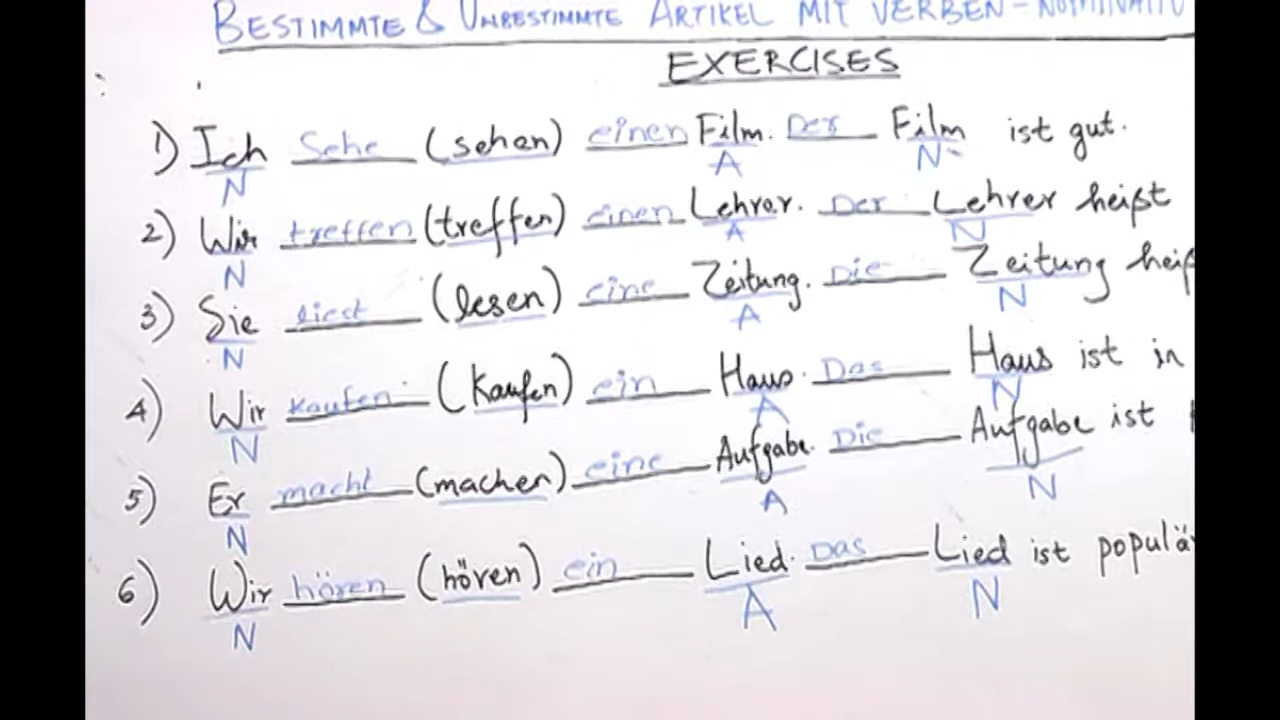 BESTIMMTE & UNBESTIMMTE ARTIKEL MIT VERBEN - NOMINATIV
EXERCISES
1) Ich sehe (sehen) einen Film. Der Film ist gut.
N A N
2) Wir treffen (treffen) einen Lehrer. Der Lehrer heißt
N A N
3) Sie liest (lesen) eine Zeitung. Die Zeitung heiß
N A N
4) Wir kaufen (kaufen) ein Haus. Das Haus ist in
N A N
5) Er macht (machen) eine Aufgabe. Die Aufgabe ist
N A N
6) Wir hören (hören) ein Lied. Das Lied ist populä
N A N